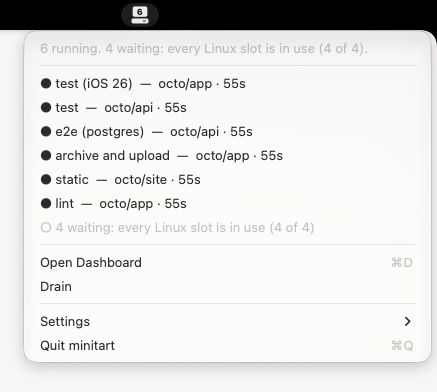 6
6 running. 4 waiting: every Linux slot is in use (4 of 4).
● test (iOS 26) — octo/app · 55s
● test — octo/api · 55s
● e2e (postgres) — octo/api · 55s
● archive and upload — octo/app · 55s
● static — octo/site · 55s
● lint — octo/app · 55s
○ 4 waiting: every Linux slot is in use (4 of 4)
Open Dashboard ⌘D
Drain
Settings >
Quit minitart ⌘Q